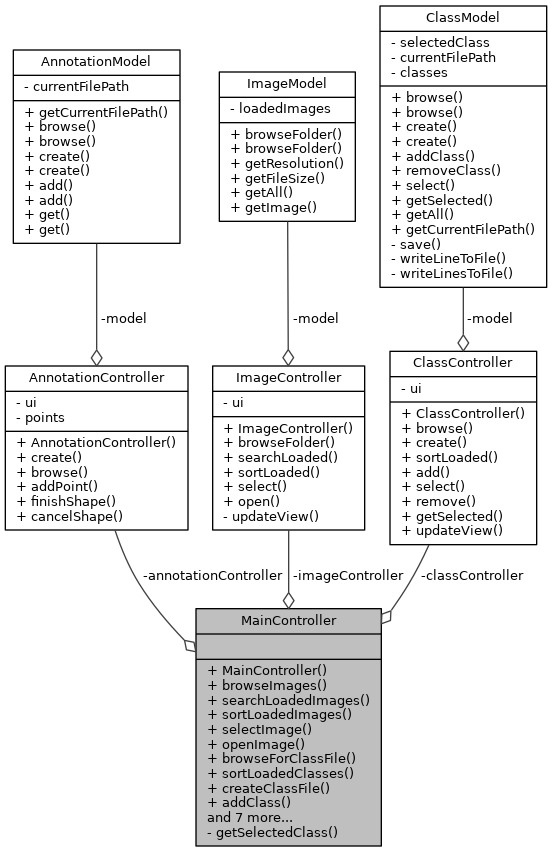 AnnotationModel
- currentFilePath
+ getCurrentFilePath()
+ browse()
+ browse()
+ create()
+ create()
+ add()
+ add()
+ get()
+ get()
ImageModel
- loadedImages
+ browseFolder()
+ browseFolder()
+ getResolution()
+ getFileSize()
+ getAll()
+ getImage()
ClassModel
- selectedClass
- currentFilePath
- classes
+ browse()
+ browse()
+ create()
+ create()
+ addClass()
+ removeClass()
+ select()
+ getSelected()
+ getAll()
+ getCurrentFilePath()
- save()
- writeLineToFile()
- writeLinesToFile()
-model
-model
-model
AnnotationController
- ui
- points
+ AnnotationController()
+ create()
+ browse()
+ addPoint()
+ finishShape()
+ cancelShape()
ImageController
- ui
+ ImageController()
+ browseFolder()
+ searchLoaded()
+ sortLoaded()
+ select()
+ open()
- updateView()
ClassController
- ui
+ ClassController()
+ browse()
+ create()
+ sortLoaded()
+ add()
+ select()
+ remove()
+ getSelected()
+ updateView()
-annotationController
-imageController
-classController
MainController
+ MainController()
+ browseImages()
+ searchLoadedImages()
+ sortLoadedImages()
+ selectImage()
+ openImage()
+ browseForClassFile()
+ sortLoadedClasses()
+ createClassFile()
+ addClass()
and 7 more...
- getSelectedClass()